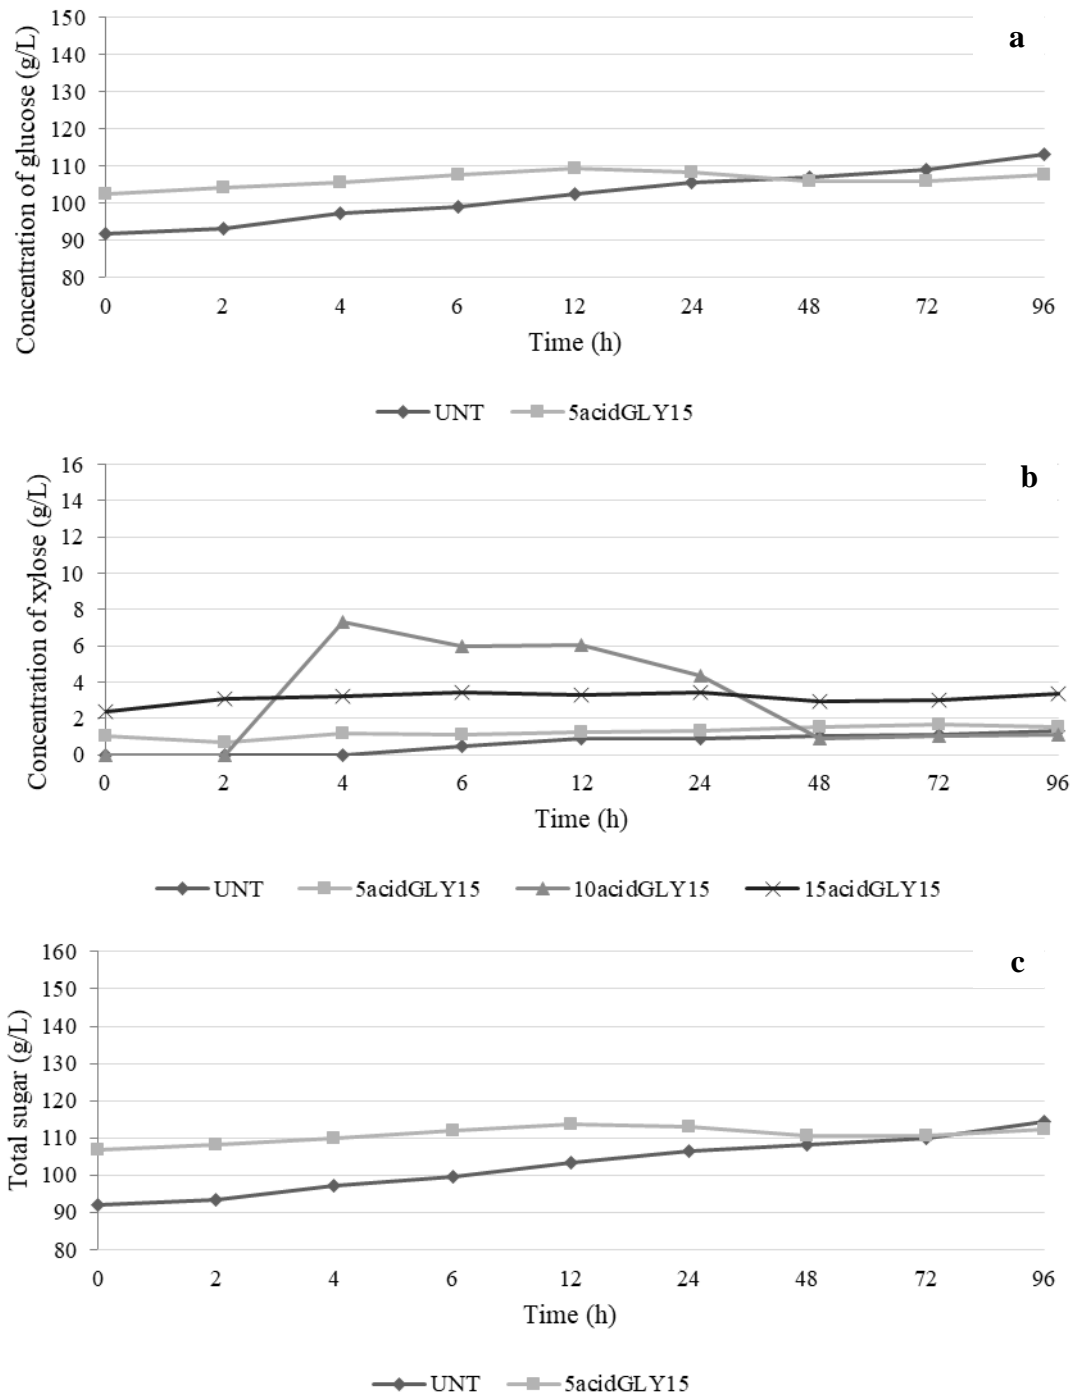 a
Concentration of glucose (g/L)
150
140
130
120
110
100
90
80
0 2 4 6 12 24 48 72 96
Time (h)
UNT 5acidGLY15
b
Concentration of xylose (g/L)
16
14
12
10
8
6
4
2
0
0 2 4 6 12 24 48 72 96
Time (h)
UNT 5acidGLY15 10acidGLY15 15acidGLY15
c
Total sugar (g/L)
160
150
140
130
120
110
100
90
80
0 2 4 6 12 24 48 72 96
Time (h)
UNT 5acidGLY15